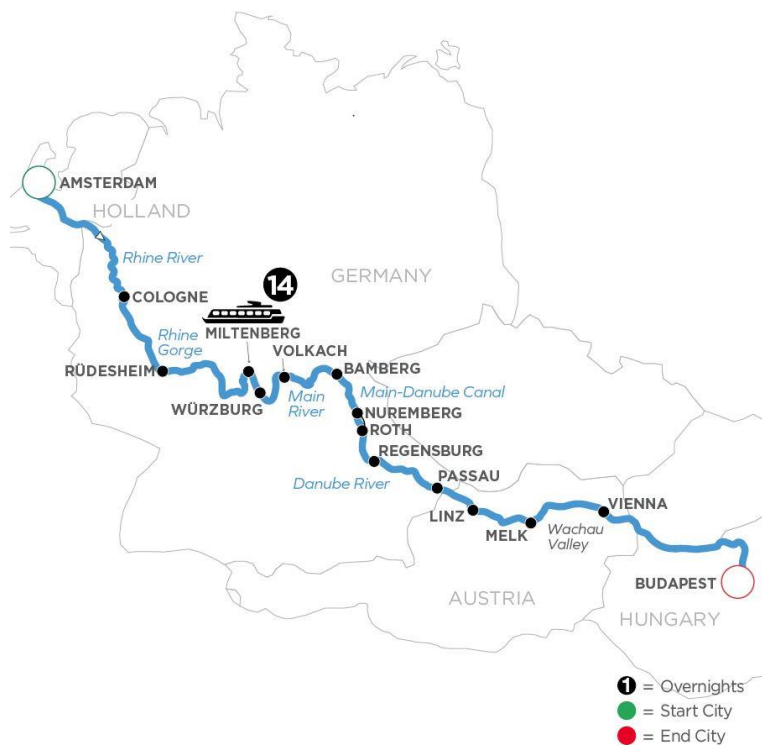 AMSTERDAM
HOLLAND
Rhine River
GERMANY
14
COLOGNE
MILTENBERG
Rhine
Gorge
VOLKACH
RÜDESHEIM
BAMBERG
WÜRZBURG
Main
River
Main-Danube Canal
NUREMBERG
ROTH
REGENSBURG
Danube River
PASSAU
LINZ
MELK
Wachau
Valley
VIENNA
BUDAPEST
AUSTRIA
HUNGARY
1 = Overnights
= Start City
= End City